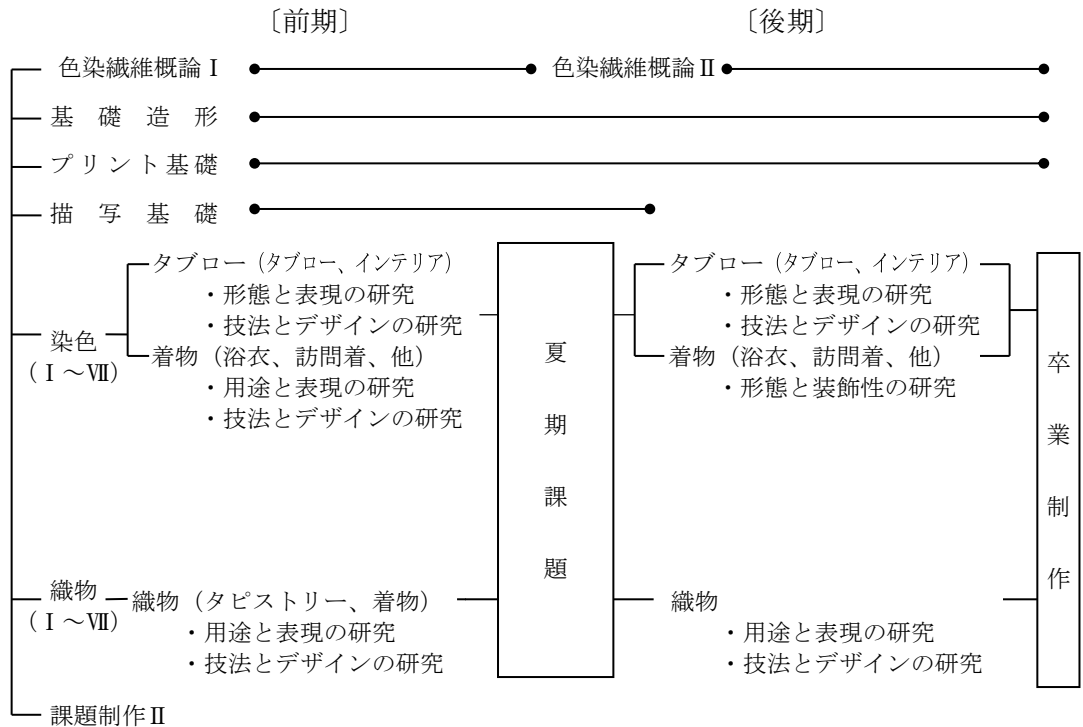 〔前期〕 〔後期〕
色染繊維概論Ⅰ 色染繊維概論Ⅱ
基礎造形
プリント基礎
描写基礎
タブロー（タブロー、インテリア） タブロー（タブロー、インテリア）
・形態と表現の研究 ・形態と表現の研究
・技法とデザインの研究 ・技法とデザインの研究
染色
（Ⅰ～Ⅶ）
着物（浴衣、訪問着、他） 着物（浴衣、訪問着、他）
・用途と表現の研究 ・形態と装飾性の研究
・技法とデザインの研究
夏期課題
卒業制作
織物
（Ⅰ～Ⅶ）
織物（タピストリー、着物） 織物
・用途と表現の研究 ・用途と表現の研究
・技法とデザインの研究 ・技法とデザインの研究
課題制作Ⅱ